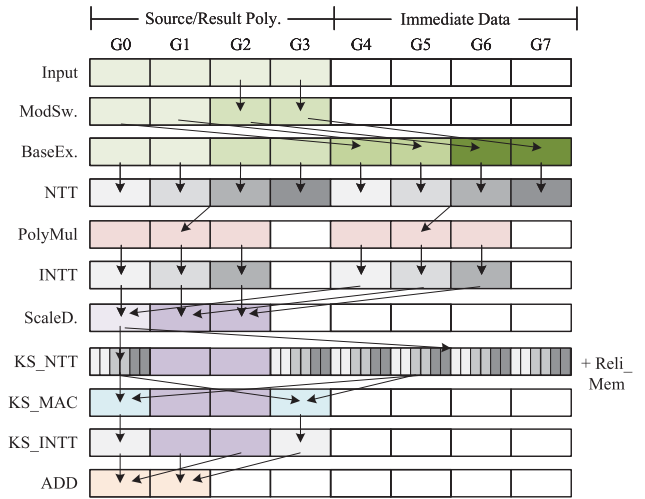 Source/Result Poly. Immediate Data
G0 G1 G2 G3 G4 G5 G6 G7
Input
ModSw.
BaseEx.
NTT
PolyMul
INTT
ScaleD.
KS_NTT
+ Reli_
Mem
KS_MAC
KS_INTT
ADD